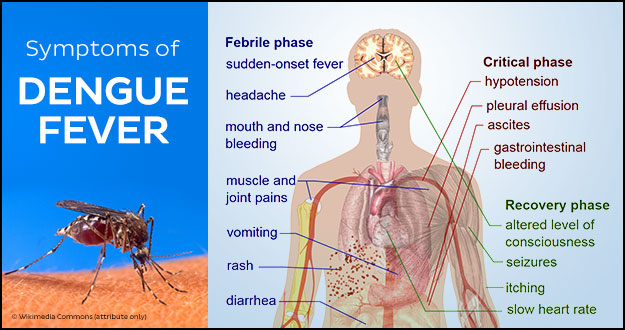 Symptoms of
DENGUE
FEVER
© Wikimedia Commons (attribute only)
Febrile phase
sudden-onset fever
headache
mouth and nose
bleeding
muscle and
joint pains
vomiting
rash
diarrhea
Critical phase
hypotension
pleural effusion
ascites
gastrointestinal
bleeding
Recovery phase
altered level of
consciousness
seizures
itching
slow heart rate